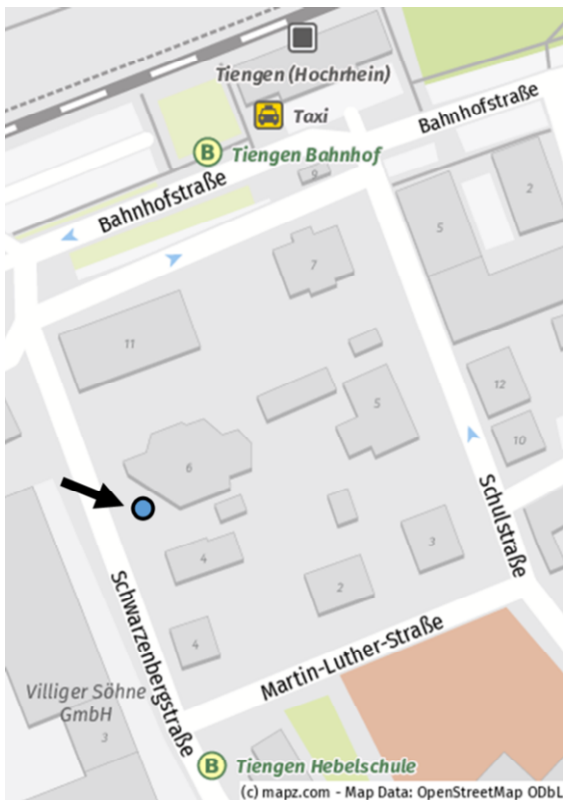 Tiengen (Hochrhein)
Taxi
Bahnhofstraße
B Tiengen Bahnhof
9
2
Bahnhofstraße
5
7
11
12
5
10
6
Schulstraße
3
4
2
Schwarzenbergstraße
4
Martin-Luther-Straße
Villiger Söhne
GmbH
3
B Tiengen Hebelschule
(c) mapz.com - Map Data: OpenStreetMap ODbL